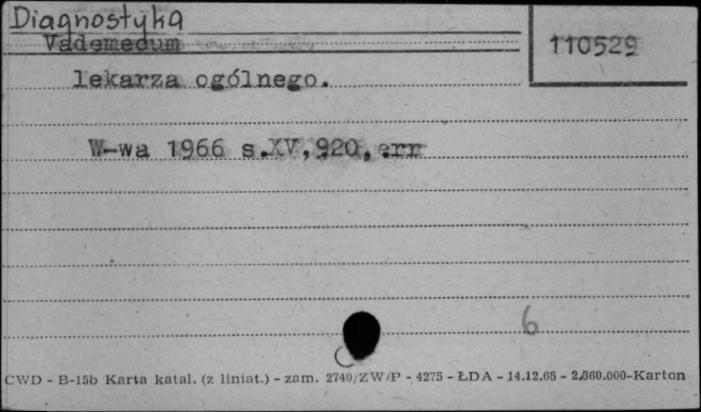 Diagnostyka
Vademecum
110529
lekarza ogólnego.
W-wa 1966 s.XV,920,err
6
CWD - B-15b Karta katal. (z liniat.) - zam. 2740/ZW/P - 4275 - ŁDA - 14.12.65 - 2.360.000-Karton